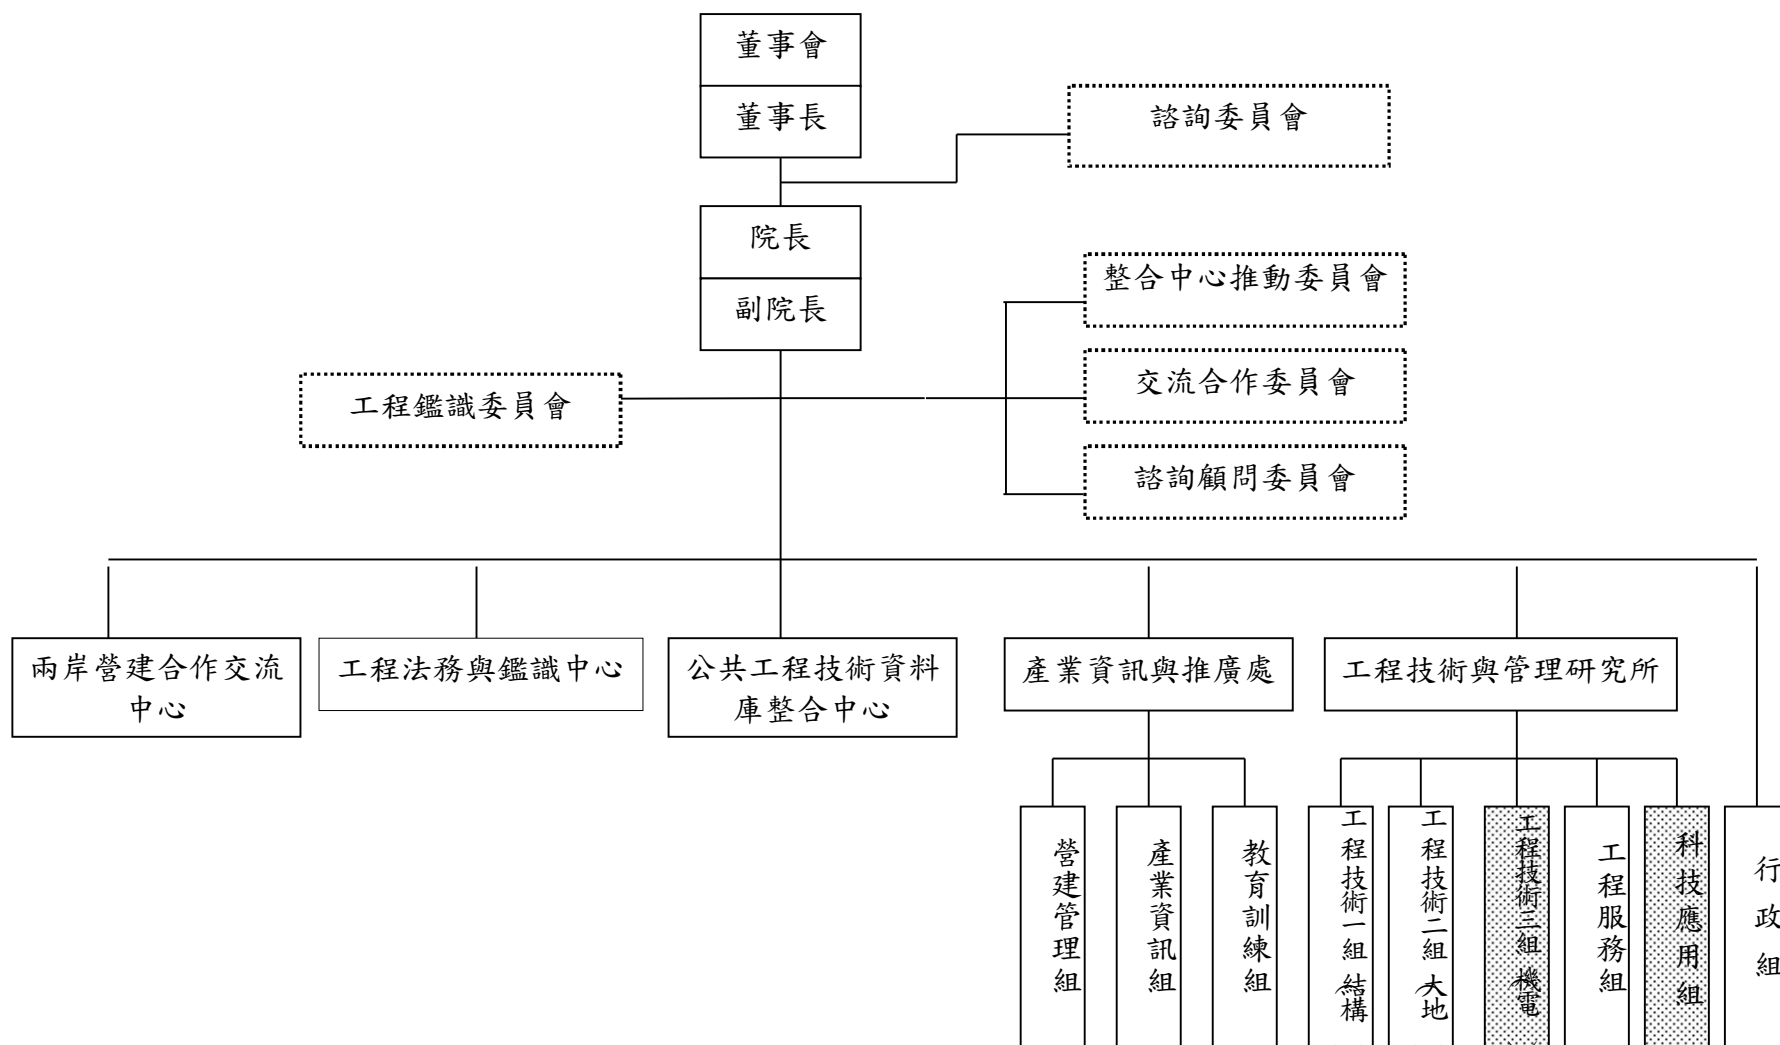 董事會
董事長
諮詢委員會
院長
副院長
整合中心推動委員會
交流合作委員會
工程鑑識委員會
諮詢顧問委員會
兩岸營建合作交流
中心
工程法務與鑑識中心
公共工程技術資料
庫整合中心
產業資訊與推廣處
工程技術與管理研究所
營建管理組
產業資訊組
教育訓練組
工程技術一組(結構
工程技術二組(大地
工程技術三組(機電
工程服務組
科技應用組
行政組